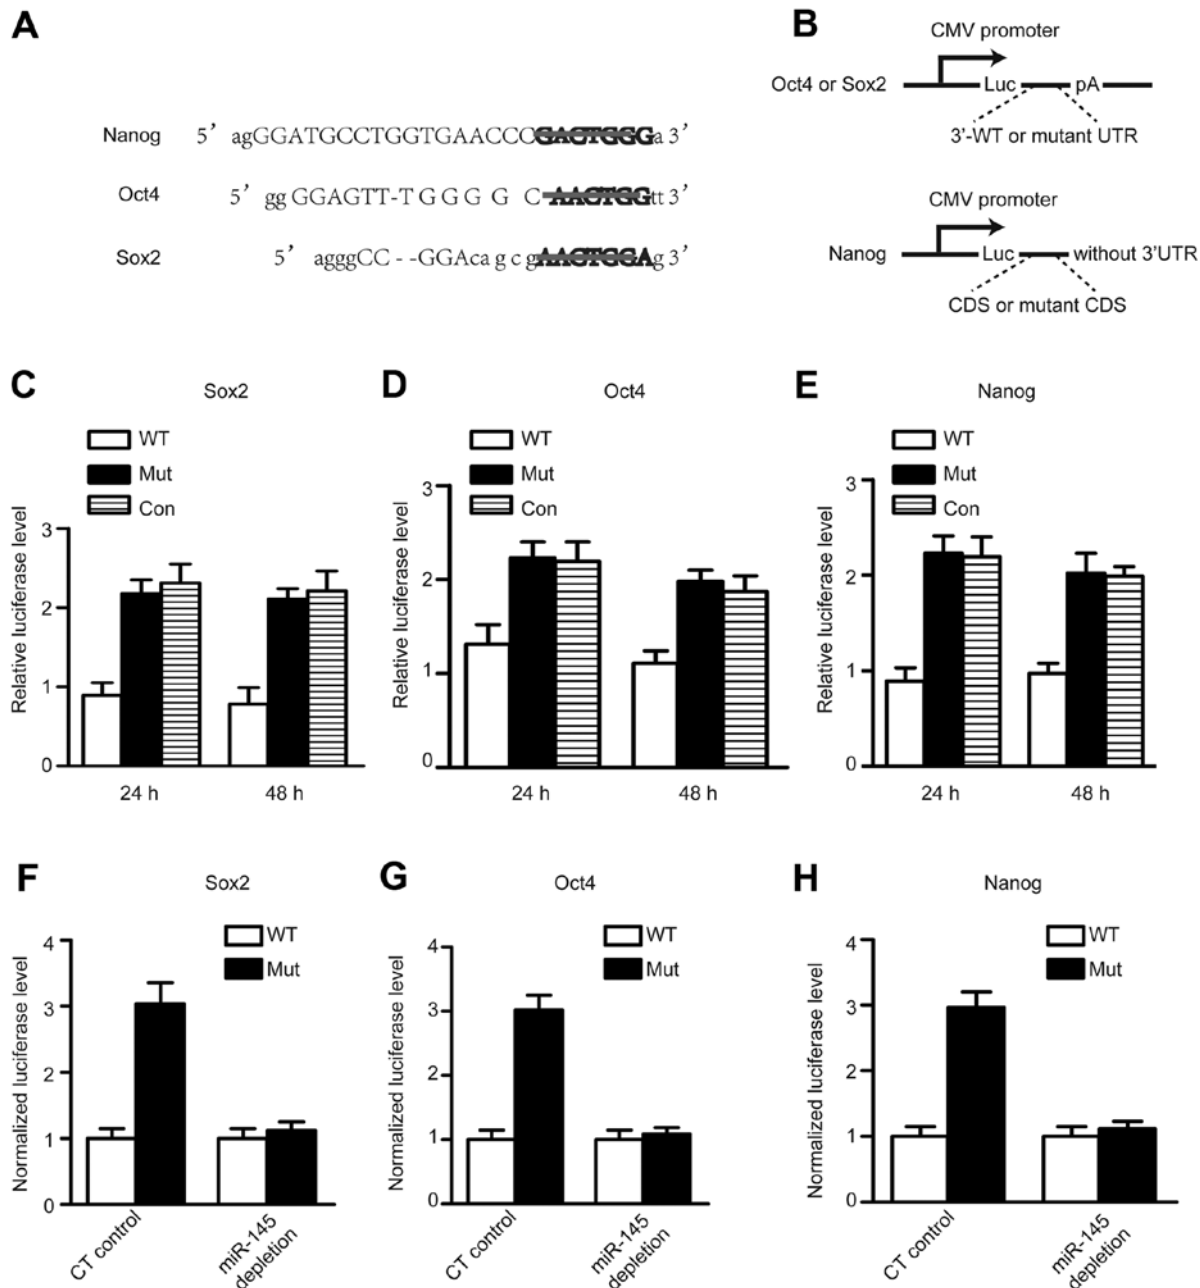 A
Nanog 5’ agGGATGCCTGGTGAACCCGACTGGGa 3’
Oct4 5’ gg GGAGTT-TGGGG C AACTGGtt 3’
Sox2 5’ agggCC--GGAcagcgAACTGGAg 3’
B
CMV promoter
Oct4 or Sox2 Luc pA
3’-WT or mutant UTR
CMV promoter
Nanog Luc without 3’UTR
CDS or mutant CDS
C
Sox2
WT
Mut
Con
Relative luciferase level
3
2
1
0
24 h 48 h
D
Oct4
WT
Mut
Con
Relative luciferase level
3
2
1
0
24 h 48 h
E
Nanog
WT
Mut
Con
Relative luciferase level
3
2
1
0
24 h 48 h
F
Sox2
WT
Mut
Normalized luciferase level
4
3
2
1
0
CT control
miR-145
depletion
G
Oct4
WT
Mut
Normalized luciferase level
4
3
2
1
0
CT control
miR-145
depletion
H
Nanog
WT
Mut
Normalized luciferase level
4
3
2
1
0
CT control
miR-145
depletion